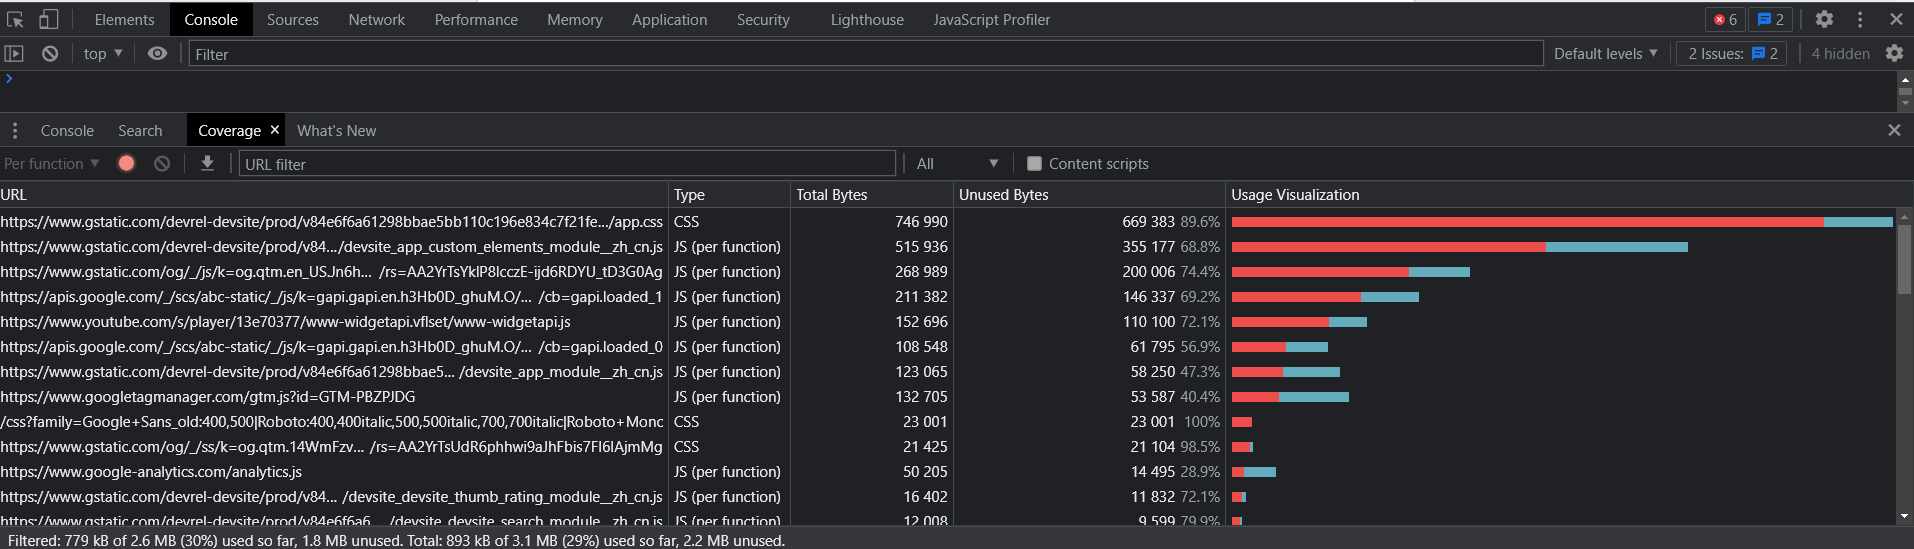 Elements Console Sources Network Performance Memory Application Security Lighthouse JavaScript Profiler 6 2
top Filter Default levels 2 Issues: 2 4 hidden
Console Search Coverage What's New
Per function URL filter All Content scripts
URL Type Total Bytes Unused Bytes Usage Visualization
https://www.gstatic.com/devrel-devsite/prod/v84e6f6a61298bbae5bb110c196e834c7f21fe.../app.css CSS 746 990 669 383 89.6%
https://www.gstatic.com/devrel-devsite/prod/v84... /devsite_app_custom_elements_module__zh_cn.js JS (per function) 515 936 355 177 68.8%
https://www.gstatic.com/og/_/js/k=og.qtm.en_US.Jn6h... /rs=AA2YrTsYkIP8lcczE-ijd6RDYU_tD3G0Ag JS (per function) 268 989 200 006 74.4%
https://apis.google.com/_/scs/abc-static/_/js/k=gapi.gapi.en.h3Hb0D_ghuM.O/... /cb=gapi.loaded_1 JS (per function) 211 382 146 337 69.2%
https://www.youtube.com/s/player/13e70377/www-widgetapi.vflset/www-widgetapi.js JS (per function) 152 696 110 100 72.1%
https://apis.google.com/_/scs/abc-static/_/js/k=gapi.gapi.en.h3Hb0D_ghuM.O/... /cb=gapi.loaded_0 JS (per function) 108 548 61 795 56.9%
https://www.gstatic.com/devrel-devsite/prod/v84e6f6a61298bbae5... /devsite_app_module__zh_cn.js JS (per function) 123 065 58 250 47.3%
https://www.googletagmanager.com/gtm.js?id=GTM-PBZPJDG JS (per function) 132 705 53 587 40.4%
/css?family=Google+Sans_old:400,500|Roboto:400,400italic,500,500italic,700,700italic|Roboto+Mono CSS 23 001 23 001 100%
https://www.gstatic.com/og/_/ss/k=og.qtm.14WmFzv... /rs=AA2YrTsUdR6phhwi9aJhFbis7FI6IAjmMg CSS 21 425 21 104 98.5%
https://www.google-analytics.com/analytics.js JS (per function) 50 205 14 495 28.9%
https://www.gstatic.com/devrel-devsite/prod/v84... /devsite_devsite_thumb_rating_module__zh_cn.js JS (per function) 16 402 11 832 72.1%
https://www.gstatic.com/devrel-devsite/prod/v84e6f6a6... /devsite_devsite_search_module__zh_cn.js JS (per function) 12 008 9 599 79.9%
Filtered: 779 kB of 2.6 MB (30%) used so far, 1.8 MB unused. Total: 893 kB of 3.1 MB (29%) used so far, 2.2 MB unused.